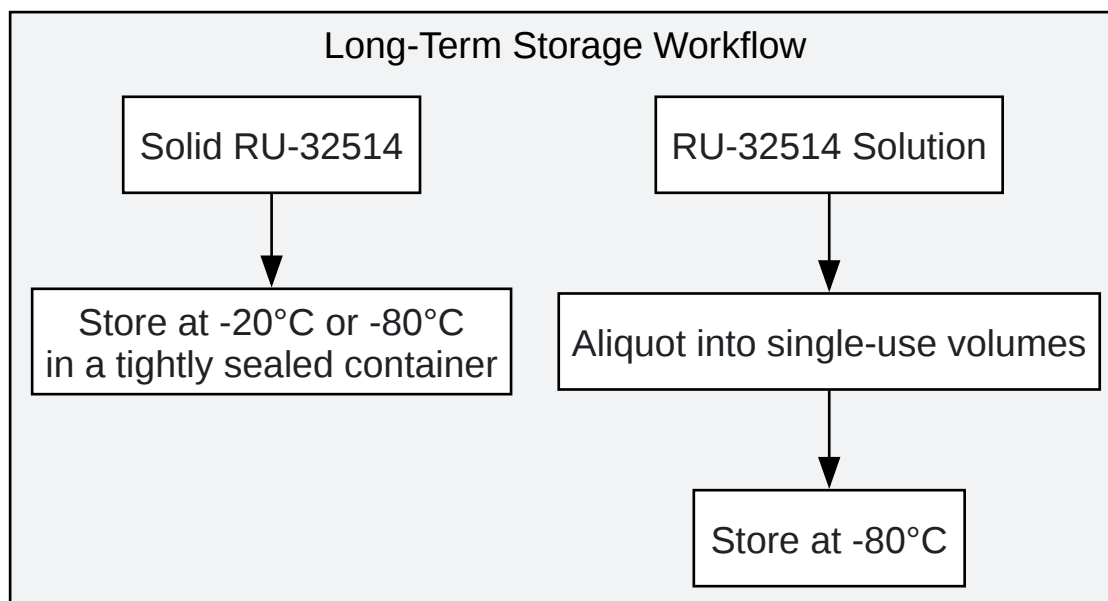 Long-Term Storage Workflow
Solid RU-32514
RU-32514 Solution
Store at -20°C or -80°C
in a tightly sealed container
Aliquot into single-use volumes
Store at -80°C